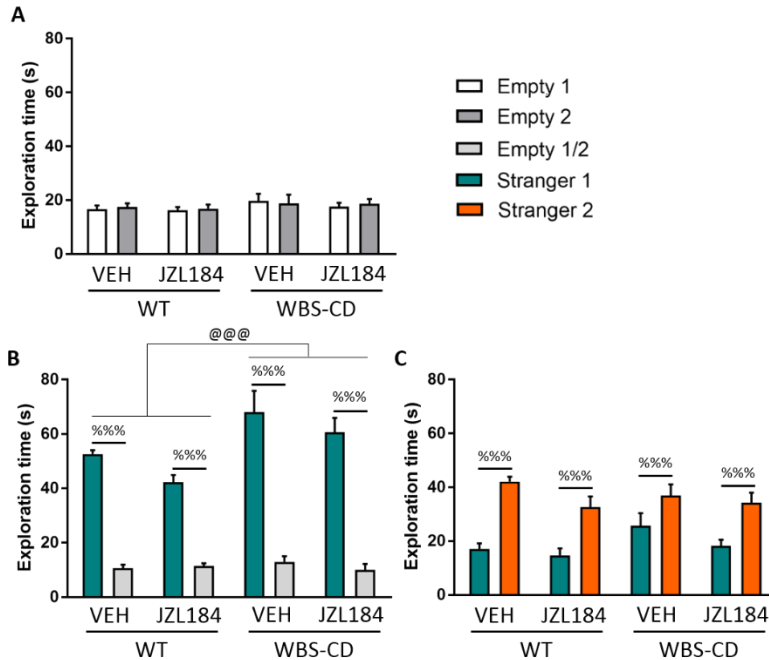 A
Exploration time (s)
80
60
40
20
0
VEH JZL184 VEH JZL184
WT WBS-CD
Empty 1
Empty 2
Empty 1/2
Stranger 1
Stranger 2
B
@@@
Exploration time (s)
80
60
40
20
0
%%% %%% %%% %%%
VEH JZL184 VEH JZL184
WT WBS-CD
C
Exploration time (s)
80
60
40
20
0
%%% %%% %%% %%%
VEH JZL184 VEH JZL184
WT WBS-CD